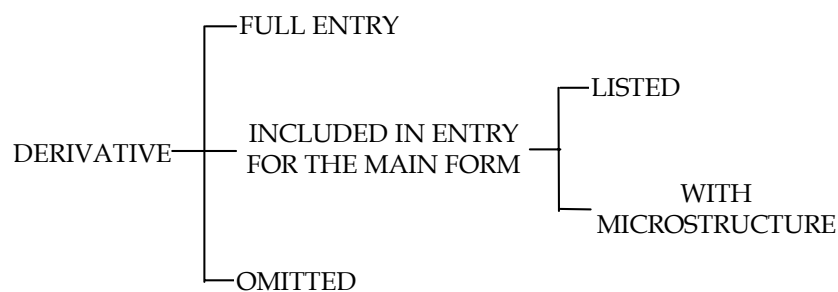 FULL ENTRY
LISTED
DERIVATIVE
INCLUDED IN ENTRY
FOR THE MAIN FORM
WITH
MICROSTRUCTURE
OMITTED